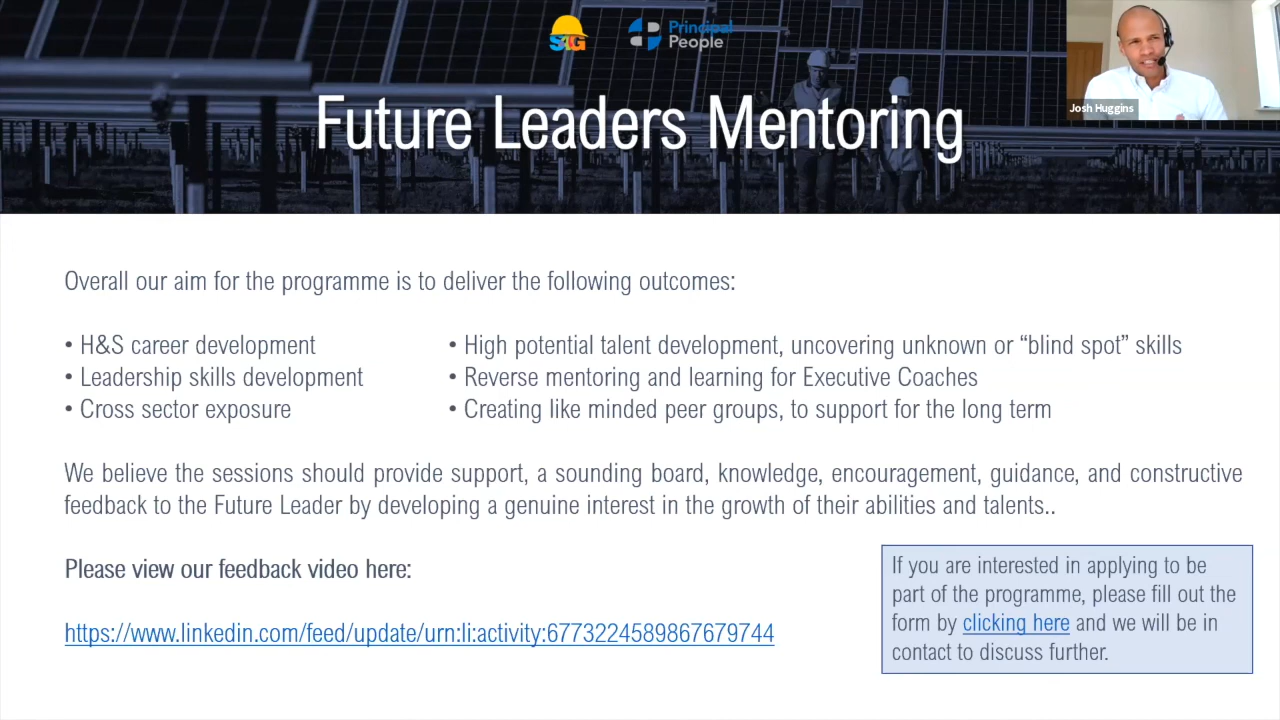 S4G
Principal
People
Josh Huggins
Future Leaders Mentoring
Overall our aim for the programme is to deliver the following outcomes:
• H&S career development
• Leadership skills development
• Cross sector exposure
• High potential talent development, uncovering unknown or “blind spot” skills
• Reverse mentoring and learning for Executive Coaches
• Creating like minded peer groups, to support for the long term
We believe the sessions should provide support, a sounding board, knowledge, encouragement, guidance, and constructive
feedback to the Future Leader by developing a genuine interest in the growth of their abilities and talents..
Please view our feedback video here:
https://www.linkedin.com/feed/update/urn:li:activity:6773224589867679744
If you are interested in applying to be
part of the programme, please fill out the
form by clicking here and we will be in
contact to discuss further.